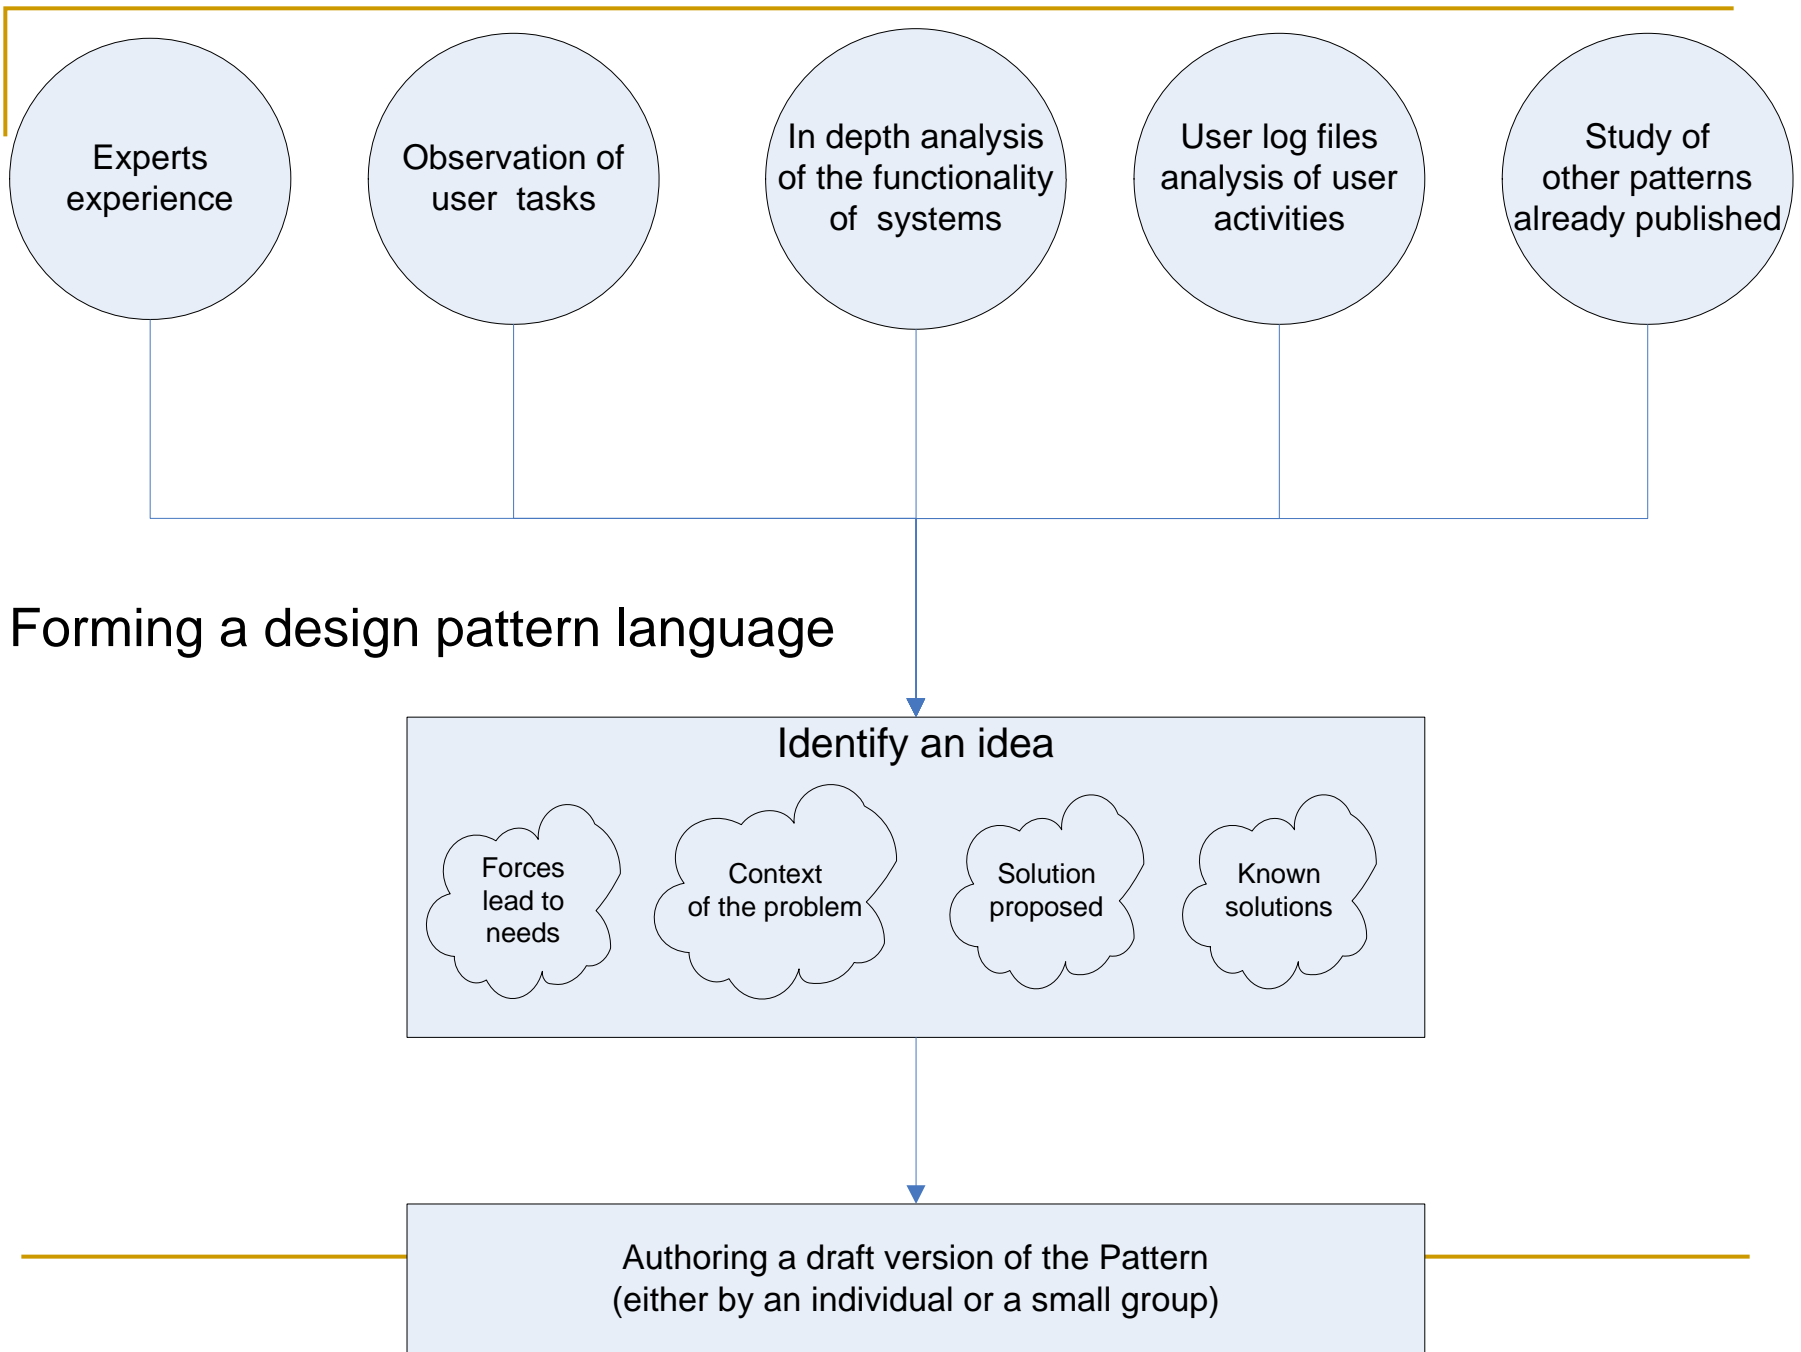 Experts
experience
Observation of
user tasks
In depth analysis
of the functionality
of systems
User log files
analysis of user
activities
Study of
other patterns
already published
Forming a design pattern language
Identify an idea
Forces
lead to
needs
Context
of the problem
Solution
proposed
Known
solutions
Authoring a draft version of the Pattern
(either by an individual or a small group)